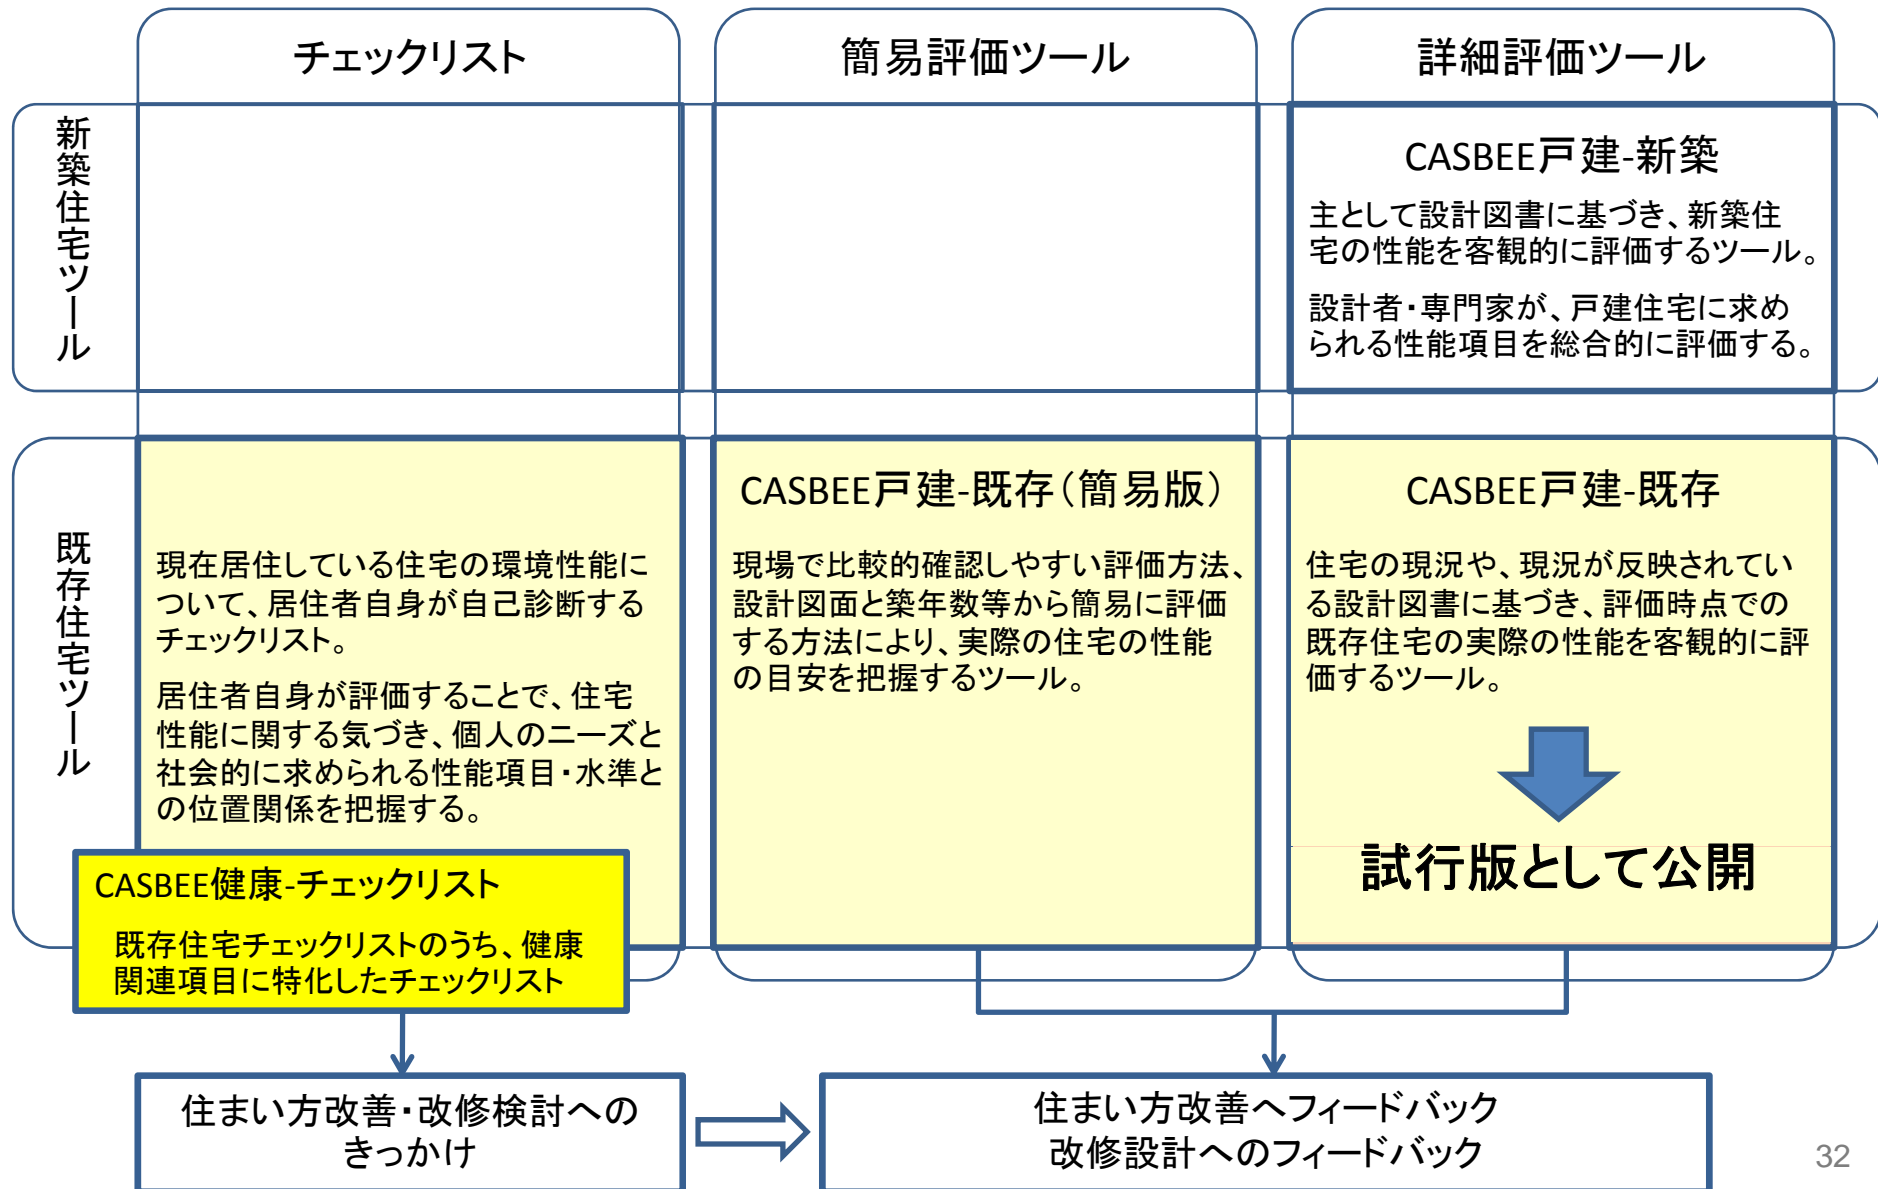 チェックリスト
簡易評価ツール
詳細評価ツール
新築住宅ツール
CASBEE戸建-新築
主として設計図書に基づき、新築住
宅の性能を客観的に評価するツール。
設計者・専門家が、戸建住宅に求め
られる性能項目を総合的に評価する。
既存住宅ツール
現在居住している住宅の環境性能に
ついて、居住者自身が自己診断する
チェックリスト。
居住者自身が評価することで、住宅
性能に関する気づき、個人のニーズと
社会的に求められる性能項目・水準と
の位置関係を把握する。
CASBEE健康-チェックリスト
既存住宅チェックリストのうち、健康
関連項目に特化したチェックリスト
CASBEE戸建-既存（簡易版）
現場で比較的確認しやすい評価方法、
設計図面と築年数等から簡易に評価
する方法により、実際の住宅の性能
の目安を把握するツール。
CASBEE戸建-既存
住宅の現況や、現況が反映されてい
る設計図書に基づき、評価時点での
既存住宅の実際の性能を客観的に評
価するツール。
試行版として公開
住まい方改善・改修検討への
きっかけ
住まい方改善へフィードバック
改修設計へのフィードバック
32